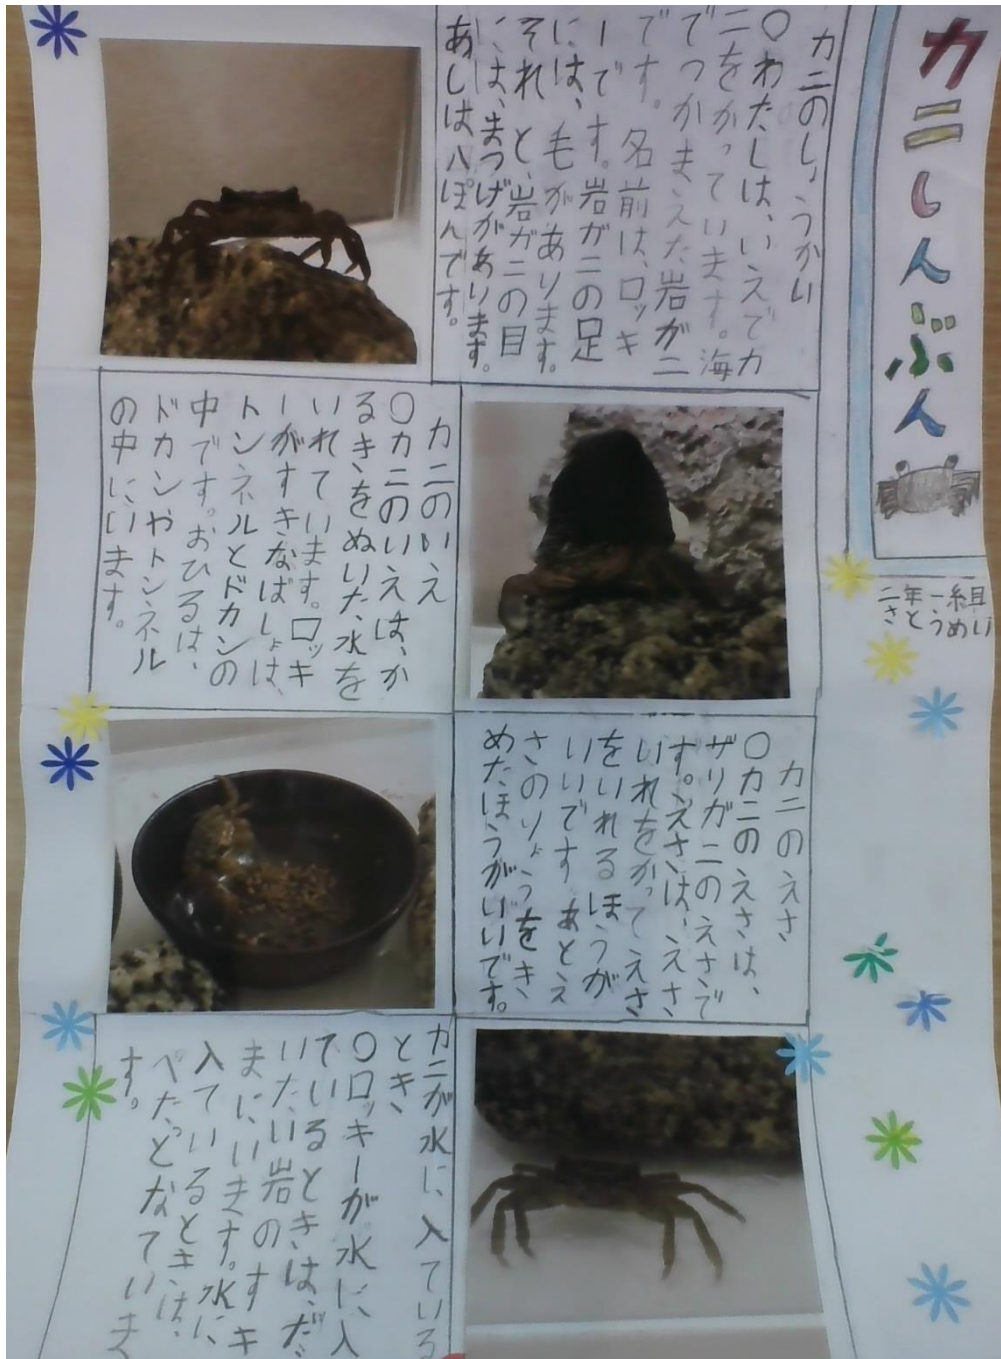 カニしんぶん
二年一組
さとうめい
カニのしょうかい
〇わたしは、いえでカ
ニをかっています。海
でつかまえた岩ガニ
です。名前は、ロッキ
ーです。岩ガニの足
には、毛があります。
それと、岩ガニの目
には、まつげがあります。
あしは八ぽんです。
カニのいえ
〇カニのいえは、か
るきをぬいた水を
いれています。ロッキ
ーがすきなばしょは、
トンネルとドカンの
中です。おひるは、
ドカンやトンネル
の中にいます。
カニのえさ
〇カニのえさは、
ザリガニのえさで
す。えさは、えさ
いれをかってえさ
をいれるほうが
いいです。あとえ
さのりょうをき
めたほうがいいです。
カニが水に入ている
とき
〇ロッキーが水に入
ているときは、だ
いたい岩のすキ
まにいます。水に
入ているときは、
ぺたっとなていま
す。